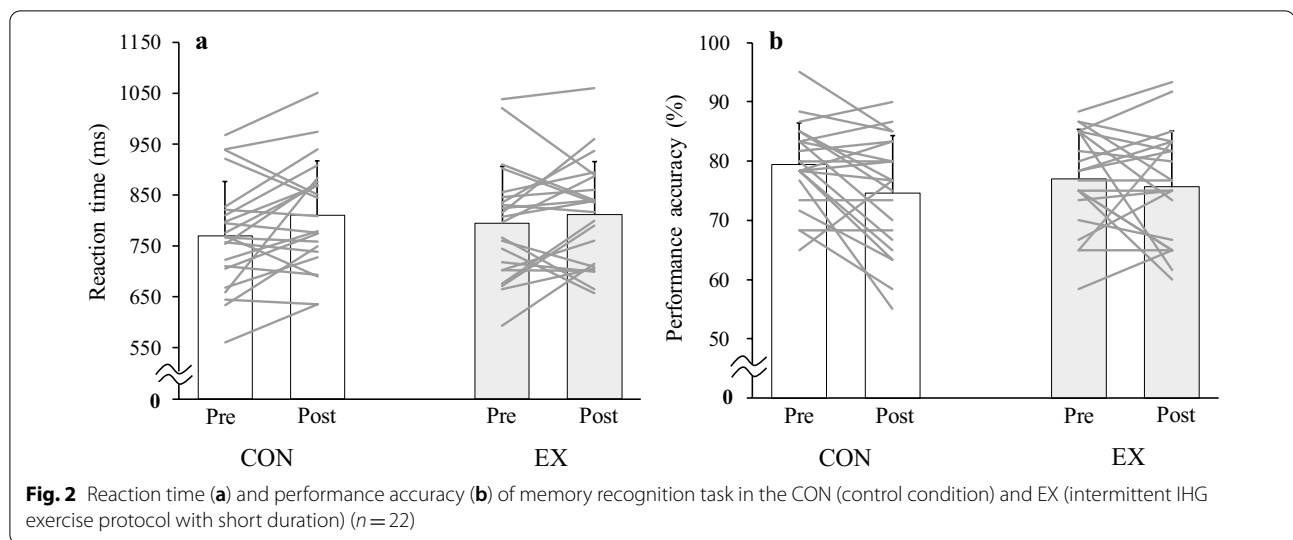 a
Reaction time (ms)
1150
1050
950
850
750
650
550
0
Pre Post Pre Post
CON EX
b
Performance accuracy (%)
100
90
80
70
60
50
0
Pre Post Pre Post
CON EX
Fig. 2 Reaction time (a) and performance accuracy (b) of memory recognition task in the CON (control condition) and EX (intermittent IHG
exercise protocol with short duration) (n = 22)